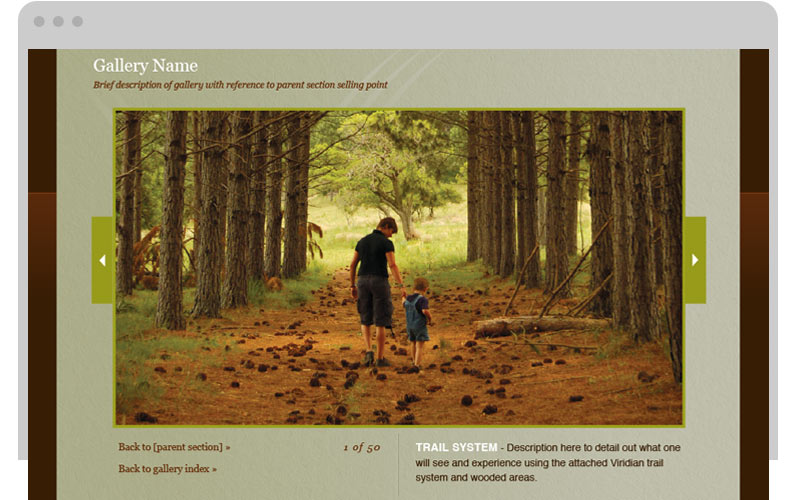 Gallery Name
Brief description of gallery with reference to parent section selling point
Back to [parent section] »
1 of 50
Back to gallery index »
TRAIL SYSTEM - Description here to detail out what one
will see and experience using the attached Viridian trail
system and wooded areas.